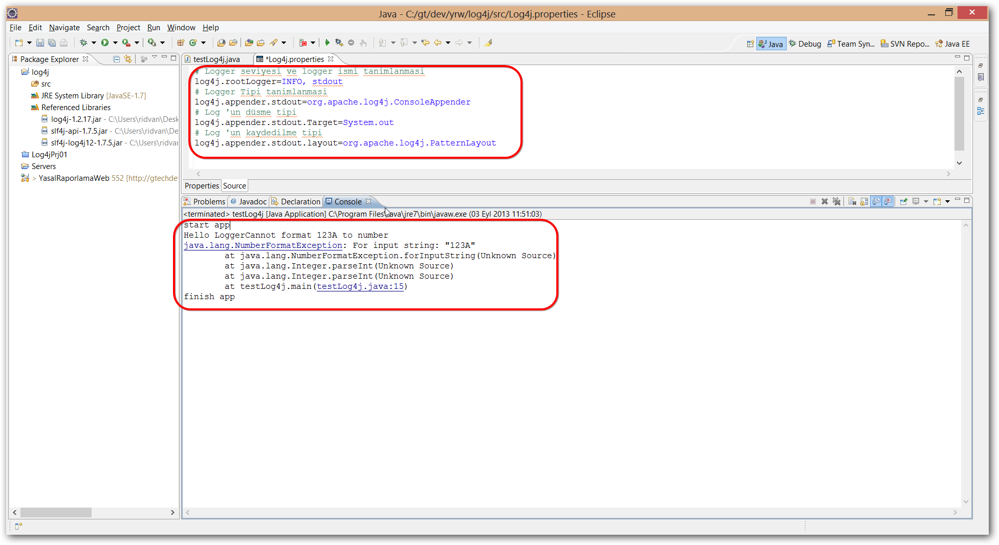 Java - C:/gt/dev/yrw/log4j/src/Log4j.properties - Eclipse
File Edit Navigate Search Project Run Window Help
Java Debug Team Syn... SVN Repo... Java EE
Package Explorer
log4j
src
JRE System Library [JavaSE-1.7]
Referenced Libraries
log4j-1.2.17.jar - C:\Users\ridvan\Desk
slf4j-api-1.7.5.jar - C:\Users\ridvan\De
slf4j-log4j12-1.7.5.jar - C:\Users\ridvan
Log4jPrj01
Servers
> YasalRaporlamaWeb 552 [http://gtechde
testLog4j.java *Log4j.properties
# Logger seviyesi ve logger ismi tanimlanmasi
log4j.rootLogger=INFO, stdout
# Logger Tipi tanimlanmasi
log4j.appender.stdout=org.apache.log4j.ConsoleAppender
# Log 'un düsme tipi
log4j.appender.stdout.Target=System.out
# Log 'un kaydedilme tipi
log4j.appender.stdout.layout=org.apache.log4j.PatternLayout
Properties Source
Problems Javadoc Declaration Console
<terminated> testLog4j [Java Application] C:\Program Files\Java\jre7\bin\javaw.exe (03 Eyl 2013 11:51:03)
start app
Hello LoggerCannot format 123A to number
java.lang.NumberFormatException: For input string: "123A"
at java.lang.NumberFormatException.forInputString(Unknown Source)
at java.lang.Integer.parseInt(Unknown Source)
at java.lang.Integer.parseInt(Unknown Source)
at testLog4j.main(testLog4j.java:15)
finish app